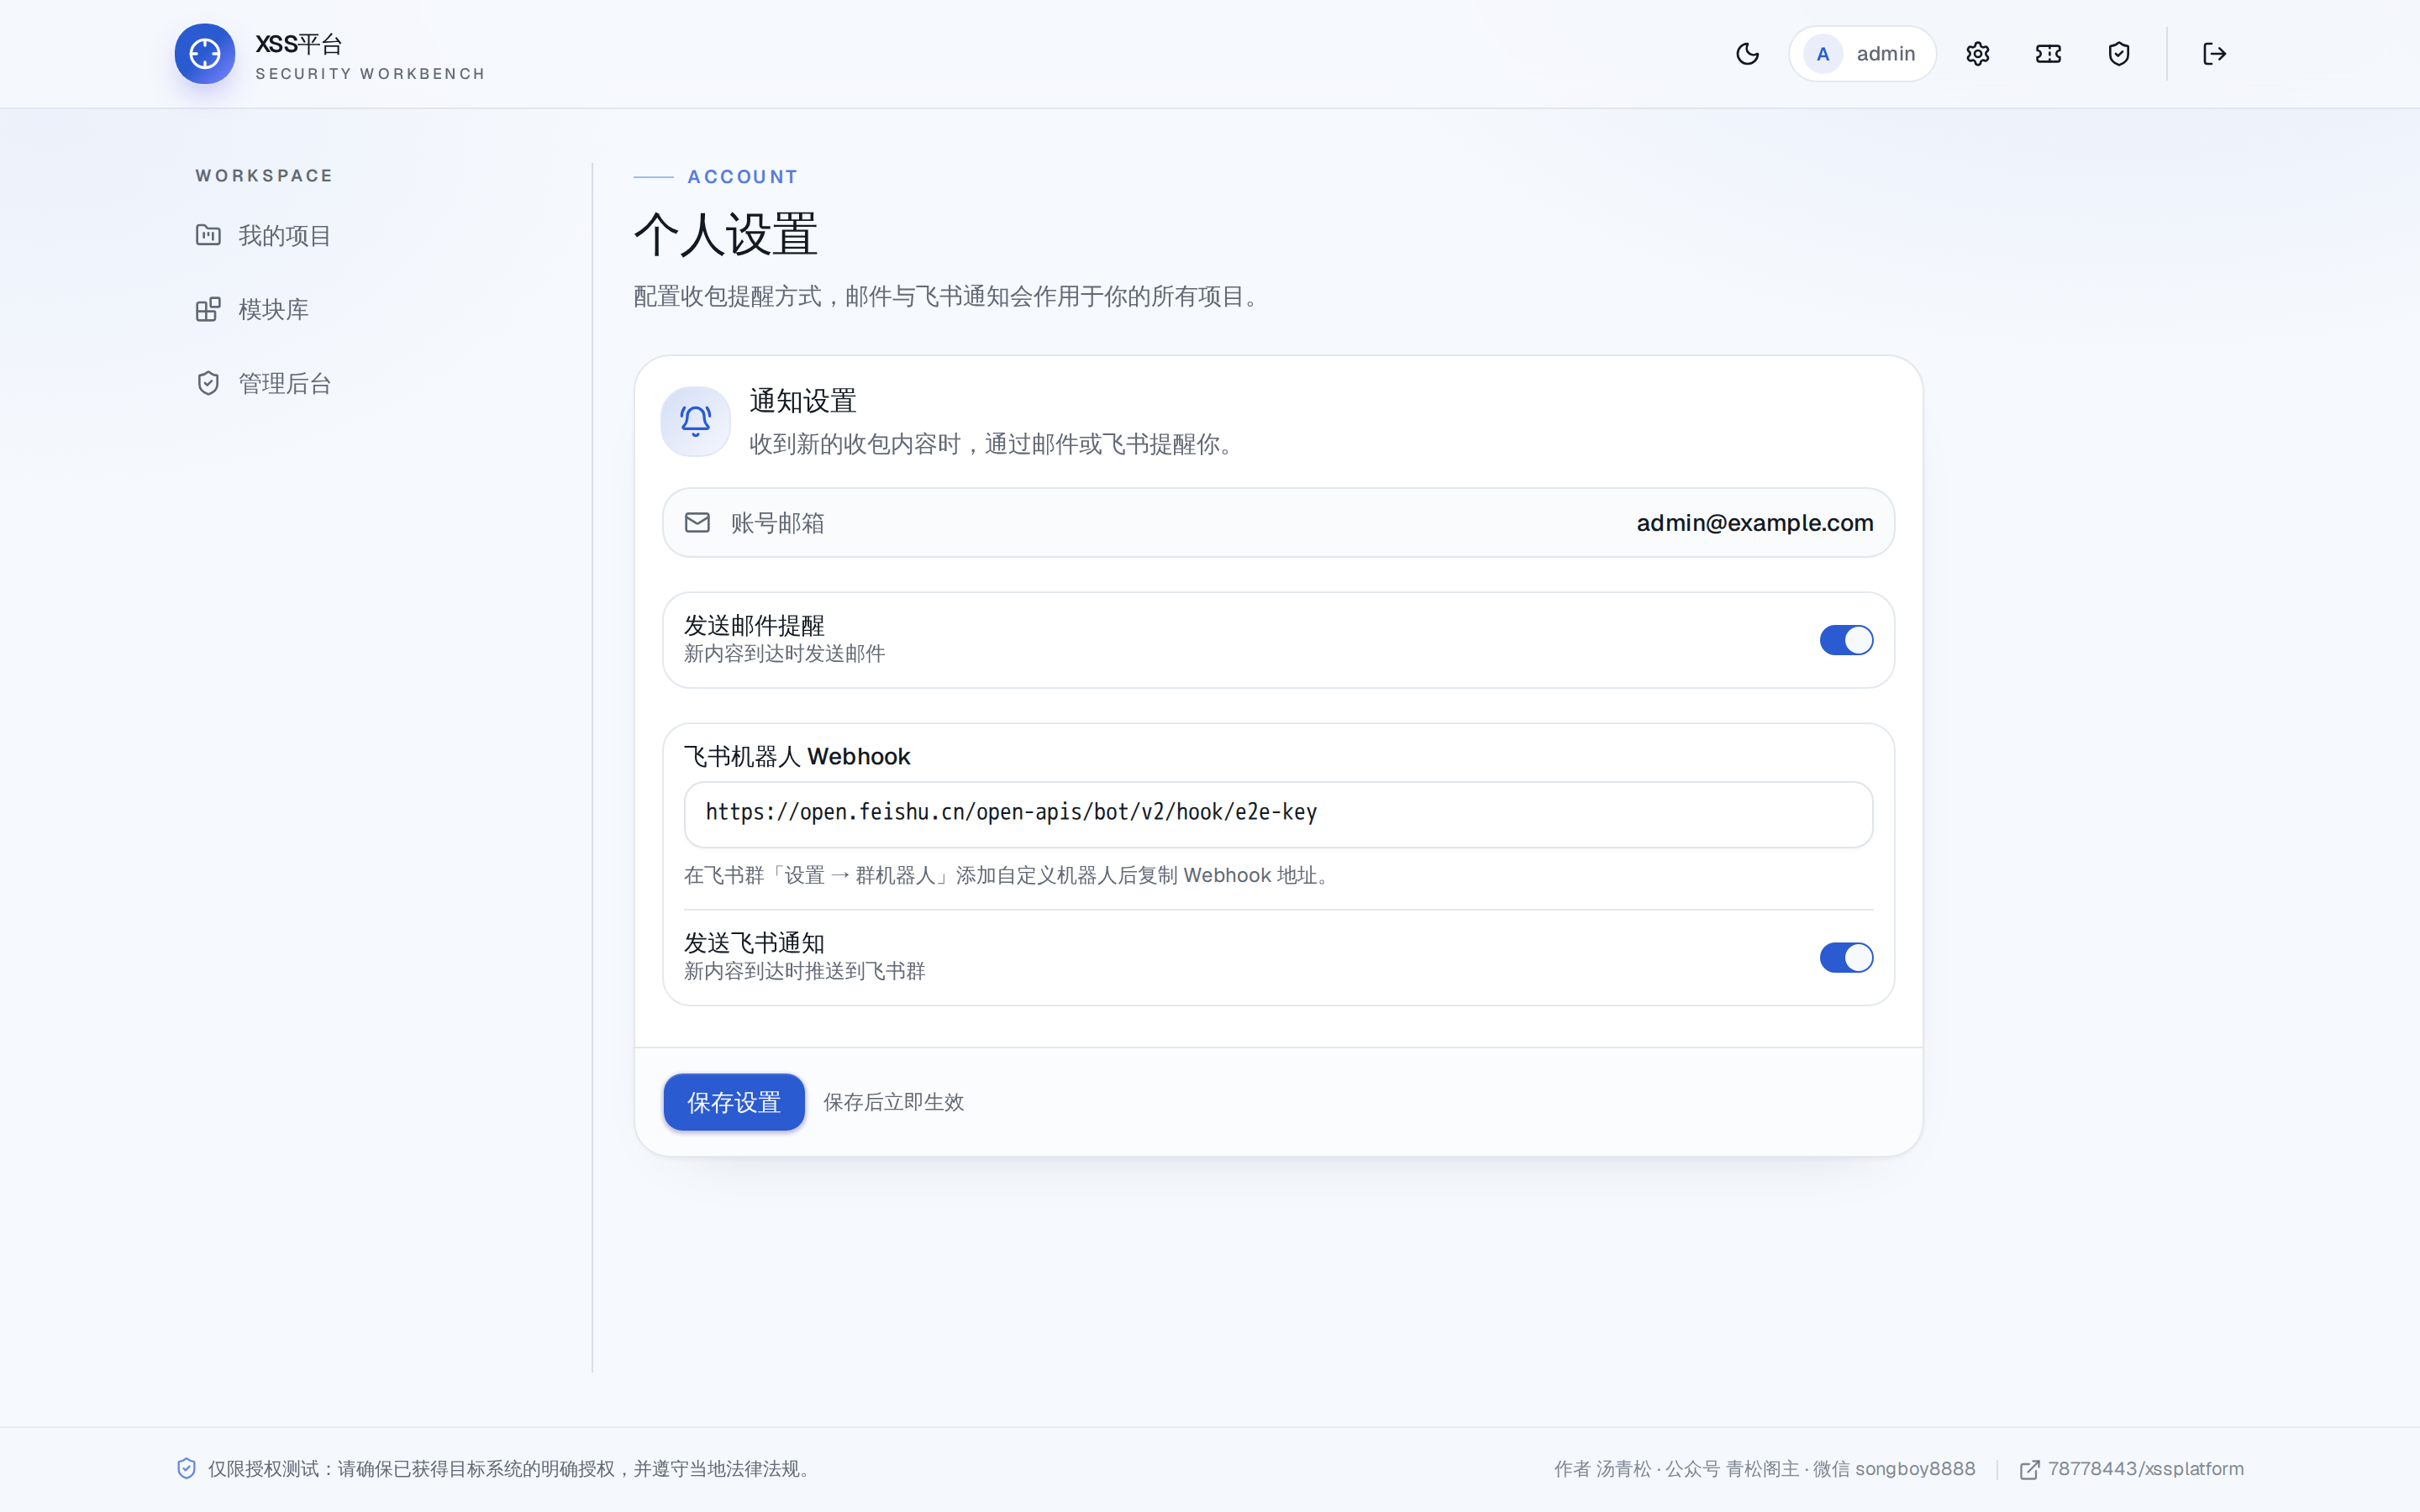 XSS平台
SECURITY WORKBENCH
A admin
WORKSPACE
我的项目
模块库
管理后台
ACCOUNT
个人设置
配置收包提醒方式，邮件与飞书通知会作用于你的所有项目。
通知设置
收到新的收包内容时，通过邮件或飞书提醒你。
账号邮箱 admin@example.com
发送邮件提醒
新内容到达时发送邮件
飞书机器人 Webhook
https://open.feishu.cn/open-apis/bot/v2/hook/e2e-key
在飞书群「设置 → 群机器人」添加自定义机器人后复制 Webhook 地址。
发送飞书通知
新内容到达时推送到飞书群
保存设置 保存后立即生效
仅限授权测试：请确保已获得目标系统的明确授权，并遵守当地法律法规。
作者 汤青松 · 公众号 青松阁主 · 微信 songboy8888
78778443/xssplatform